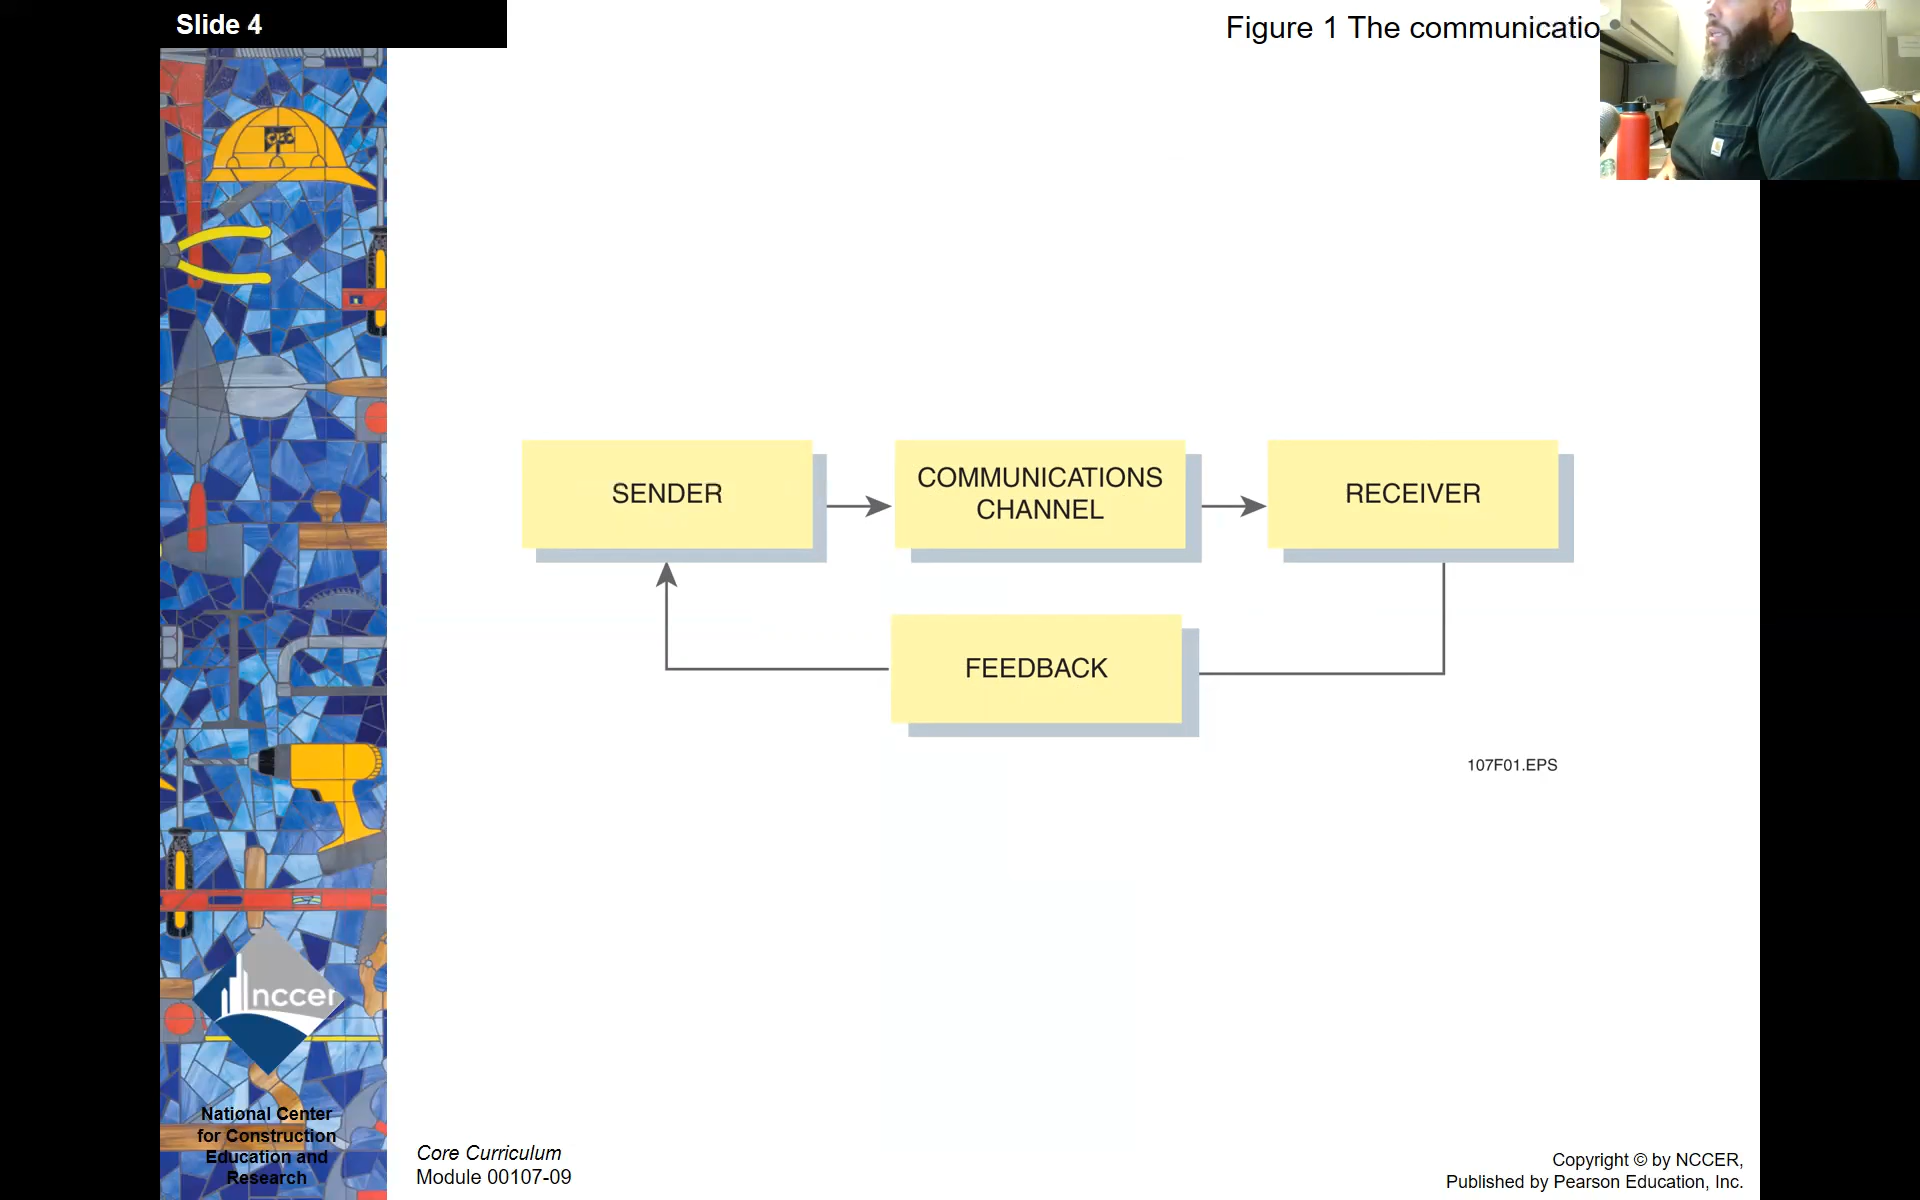 Slide 4
Figure 1 The communicatio
SENDER
COMMUNICATIONS
CHANNEL
RECEIVER
FEEDBACK
107F01.EPS
nccer
National Center
for Construction
Education and
Research
Core Curriculum
Module 00107-09
Copyright © by NCCER,
Published by Pearson Education, Inc.